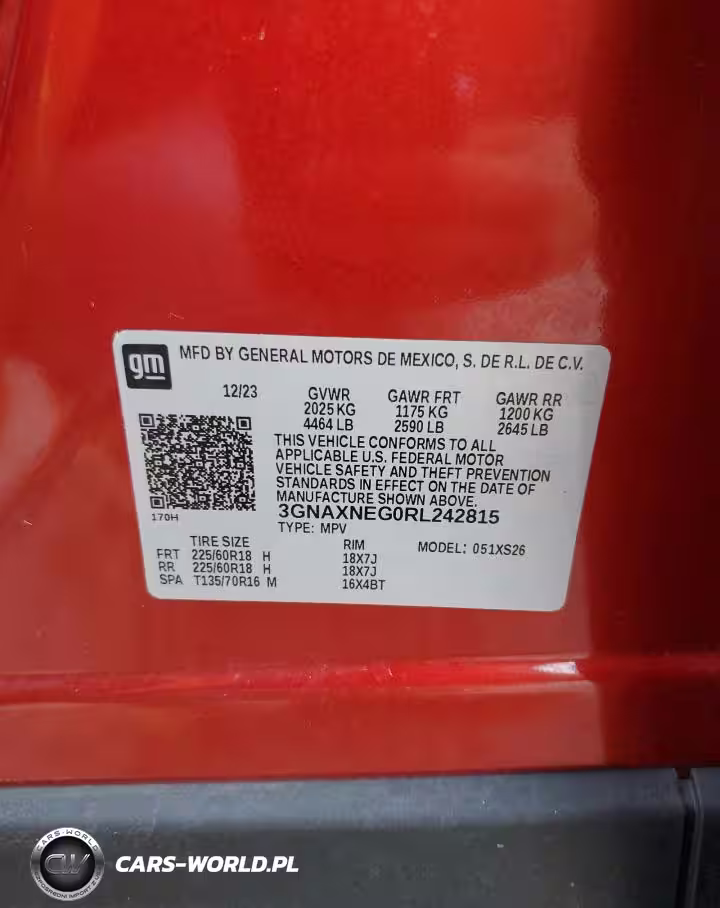 gm
MFD BY GENERAL MOTORS DE MEXICO, S. DE R.L. DE C.V.
12/23 GVWR GAWR FRT GAWR RR
2025 KG 1175 KG 1200 KG
4464 LB 2590 LB 2645 LB
THIS VEHICLE CONFORMS TO ALL
APPLICABLE U.S. FEDERAL MOTOR
VEHICLE SAFETY AND THEFT PREVENTION
STANDARDS IN EFFECT ON THE DATE OF
MANUFACTURE SHOWN ABOVE.
170H
3GNAXNEG0RL242815
TYPE: MPV
TIRE SIZE RIM MODEL: 051XS26
FRT 225/60R18 H 18X7J
RR 225/60R18 H 18X7J
SPA T135/70R16 M 16X4BT
CARS-WORLD
CW
CARS-WORLD.PL